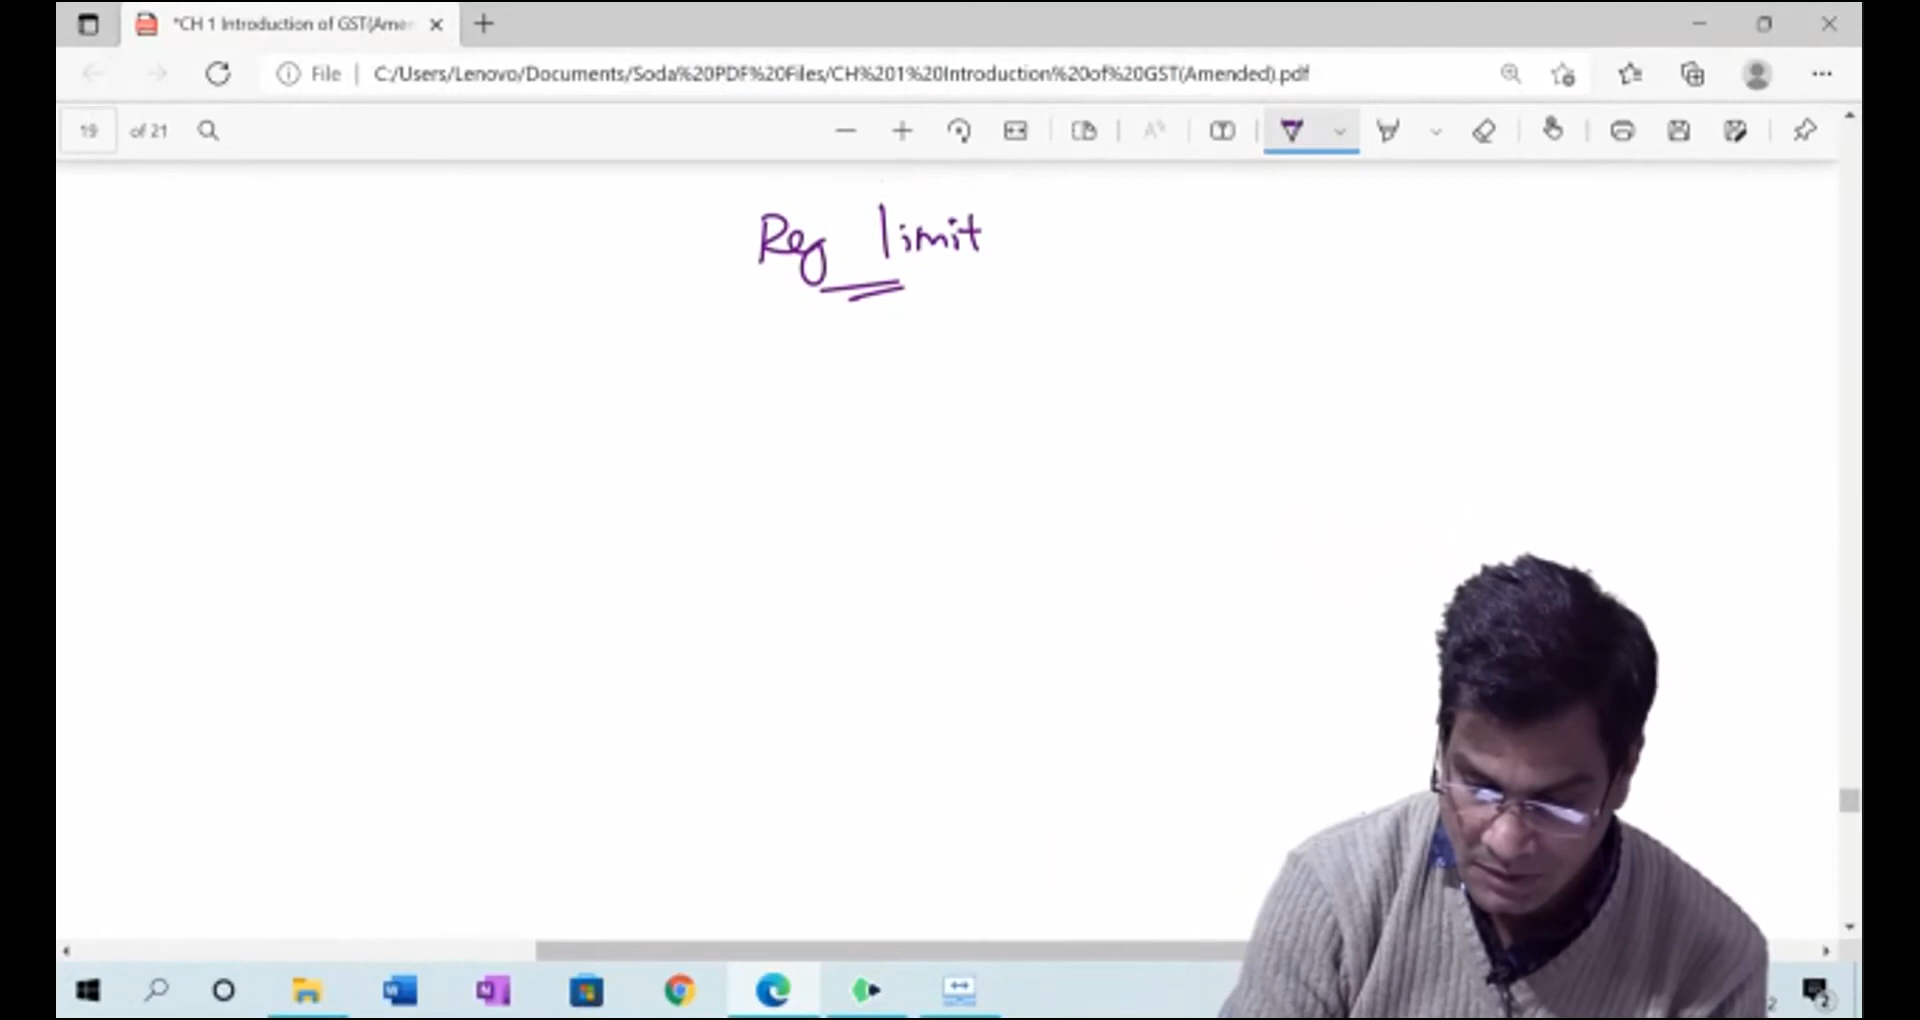 *CH 1 Introduction of GST(Amer
File
C:/Users/Lenovo/Documents/Soda%20PDF%20Files/CH%201%20Introduction%20of%20GST(Amended).pdf
19 of 21
Reg limit